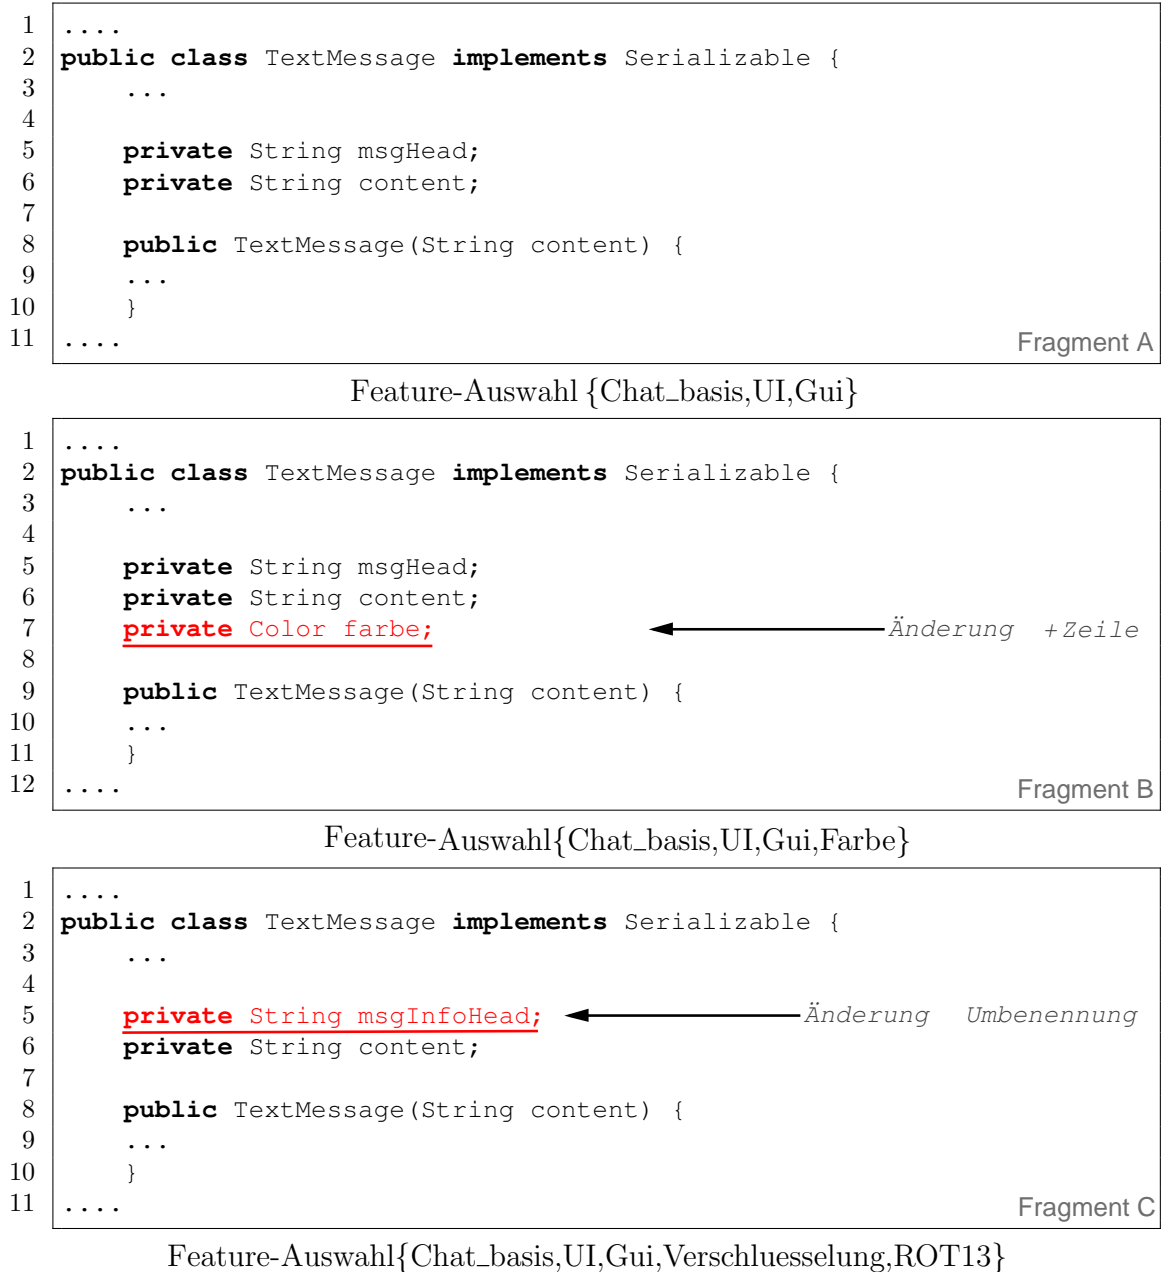 1 ....
2 public class TextMessage implements Serializable {
3 ...
4
5 private String msgHead;
6 private String content;
7
8 public TextMessage(String content) {
9 ...
10 }
11 .... Fragment A
Feature-Auswahl {Chat_basis,UI,Gui}
1 ....
2 public class TextMessage implements Serializable {
3 ...
4
5 private String msgHead;
6 private String content;
7 private Color farbe; Änderung +Zeile
8
9 public TextMessage(String content) {
10 ...
11 }
12 .... Fragment B
Feature-Auswahl{Chat_basis,UI,Gui,Farbe}
1 ....
2 public class TextMessage implements Serializable {
3 ...
4
5 private String msgInfoHead; Änderung Umbenennung
6 private String content;
7
8 public TextMessage(String content) {
9 ...
10 }
11 .... Fragment C
Feature-Auswahl{Chat_basis,UI,Gui,Verschluesselung,ROT13}